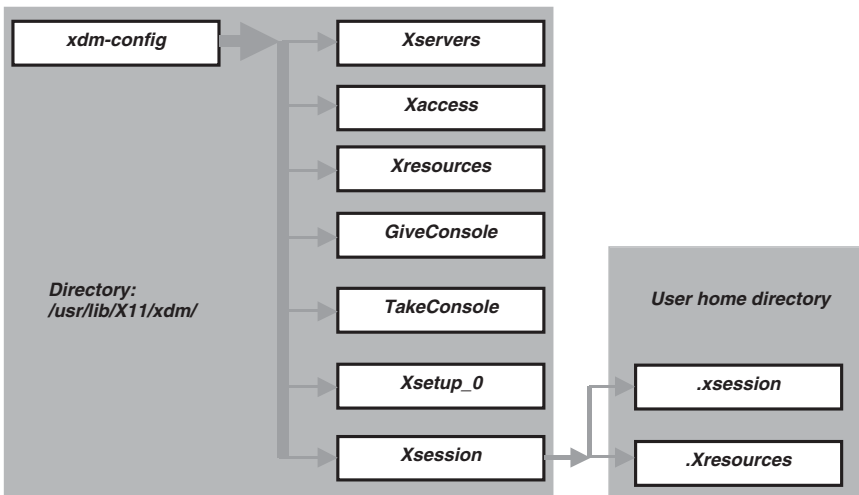 xdm-config
Xservers
Xaccess
Xresources
GiveConsole
Directory:
/usr/lib/X11/xdm/
TakeConsole
User home directory
Xsetup_0
.xsession
Xsession
.Xresources